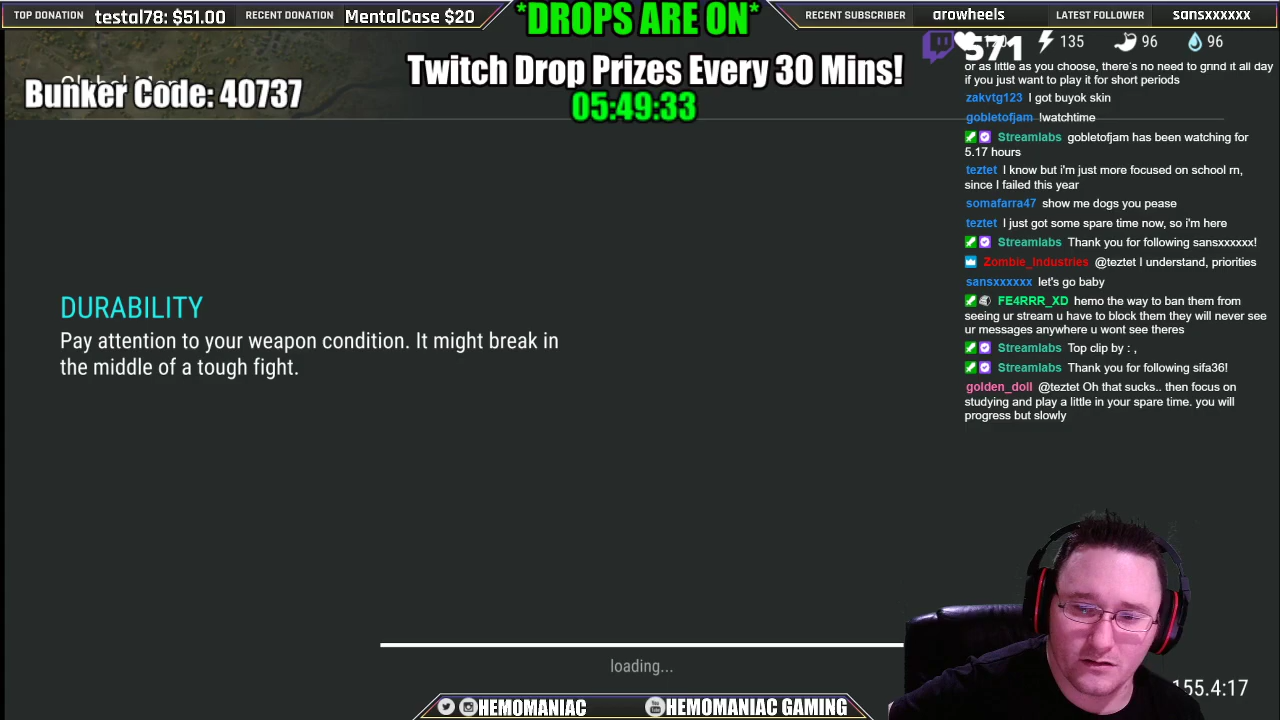 TOP DONATION testal78: $51.00 RECENT DONATION MentalCase $20 *DROPS ARE ON* RECENT SUBSCRIBER arowheels LATEST FOLLOWER sansxxxxxx
571 135 96 96
Twitch Drop Prizes Every 30 Mins!
05:49:33
Bunker Code: 40737
or as little as you choose, there's no need to grind it all day
if you just want to play it for short periods
zakvtg123 I got buyok skin
gobletofjam !watchtime
Streamlabs gobletofjam has been watching for
5.17 hours
teztet I know but i'm just more focused on school rn,
since I failed this year
somafarra47 show me dogs you pease
teztet I just got some spare time now, so i'm here
Streamlabs Thank you for following sansxxxxxx!
Zombie_Industries @teztet I understand, priorities
sansxxxxxx let's go baby
FE4RRR_XD hemo the way to ban them from
seeing ur stream u have to block them they will never see
ur messages anywhere u wont see theres
Streamlabs Top clip by : ,
Streamlabs Thank you for following sifa36!
golden_doll @teztet Oh that sucks.. then focus on
studying and play a little in your spare time. you will
progress but slowly
DURABILITY
Pay attention to your weapon condition. It might break in
the middle of a tough fight.
loading...
155.4:17
HEMOMANIAC HEMOMANIAC GAMING